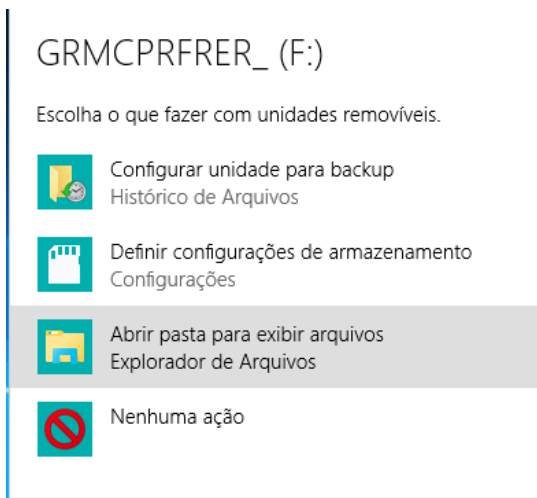 GRMCPRFRER_ (F:)
Escolha o que fazer com unidades removíveis.
Configurar unidade para backup
Histórico de Arquivos
Definir configurações de armazenamento
Configurações
Abrir pasta para exibir arquivos
Explorador de Arquivos
Nenhuma ação